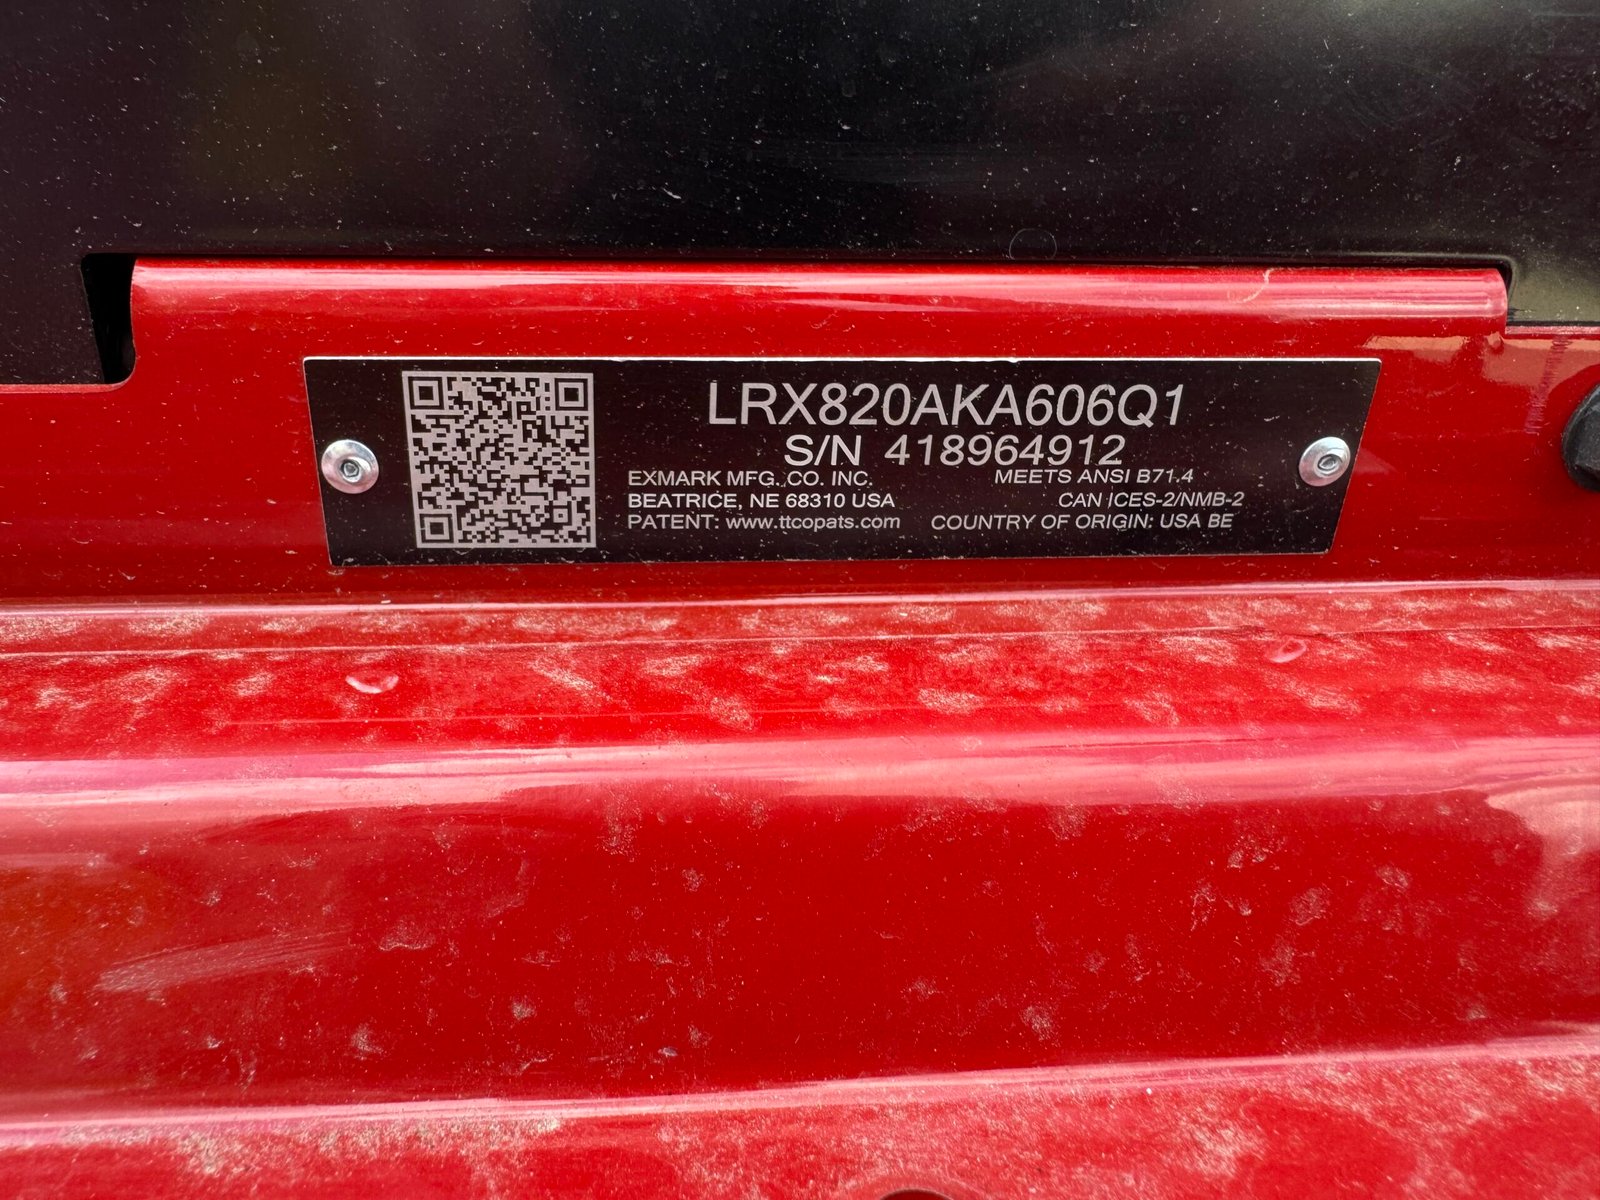 LRX820AKA606Q1
S/N 418964912
EXMARK MFG. CO. INC. MEETS ANSI B71.4
BEATRICE, NE 68310 USA CAN ICES-2/NMB-2
PATENT: www.ttcopats.com COUNTRY OF ORIGIN: USA BE